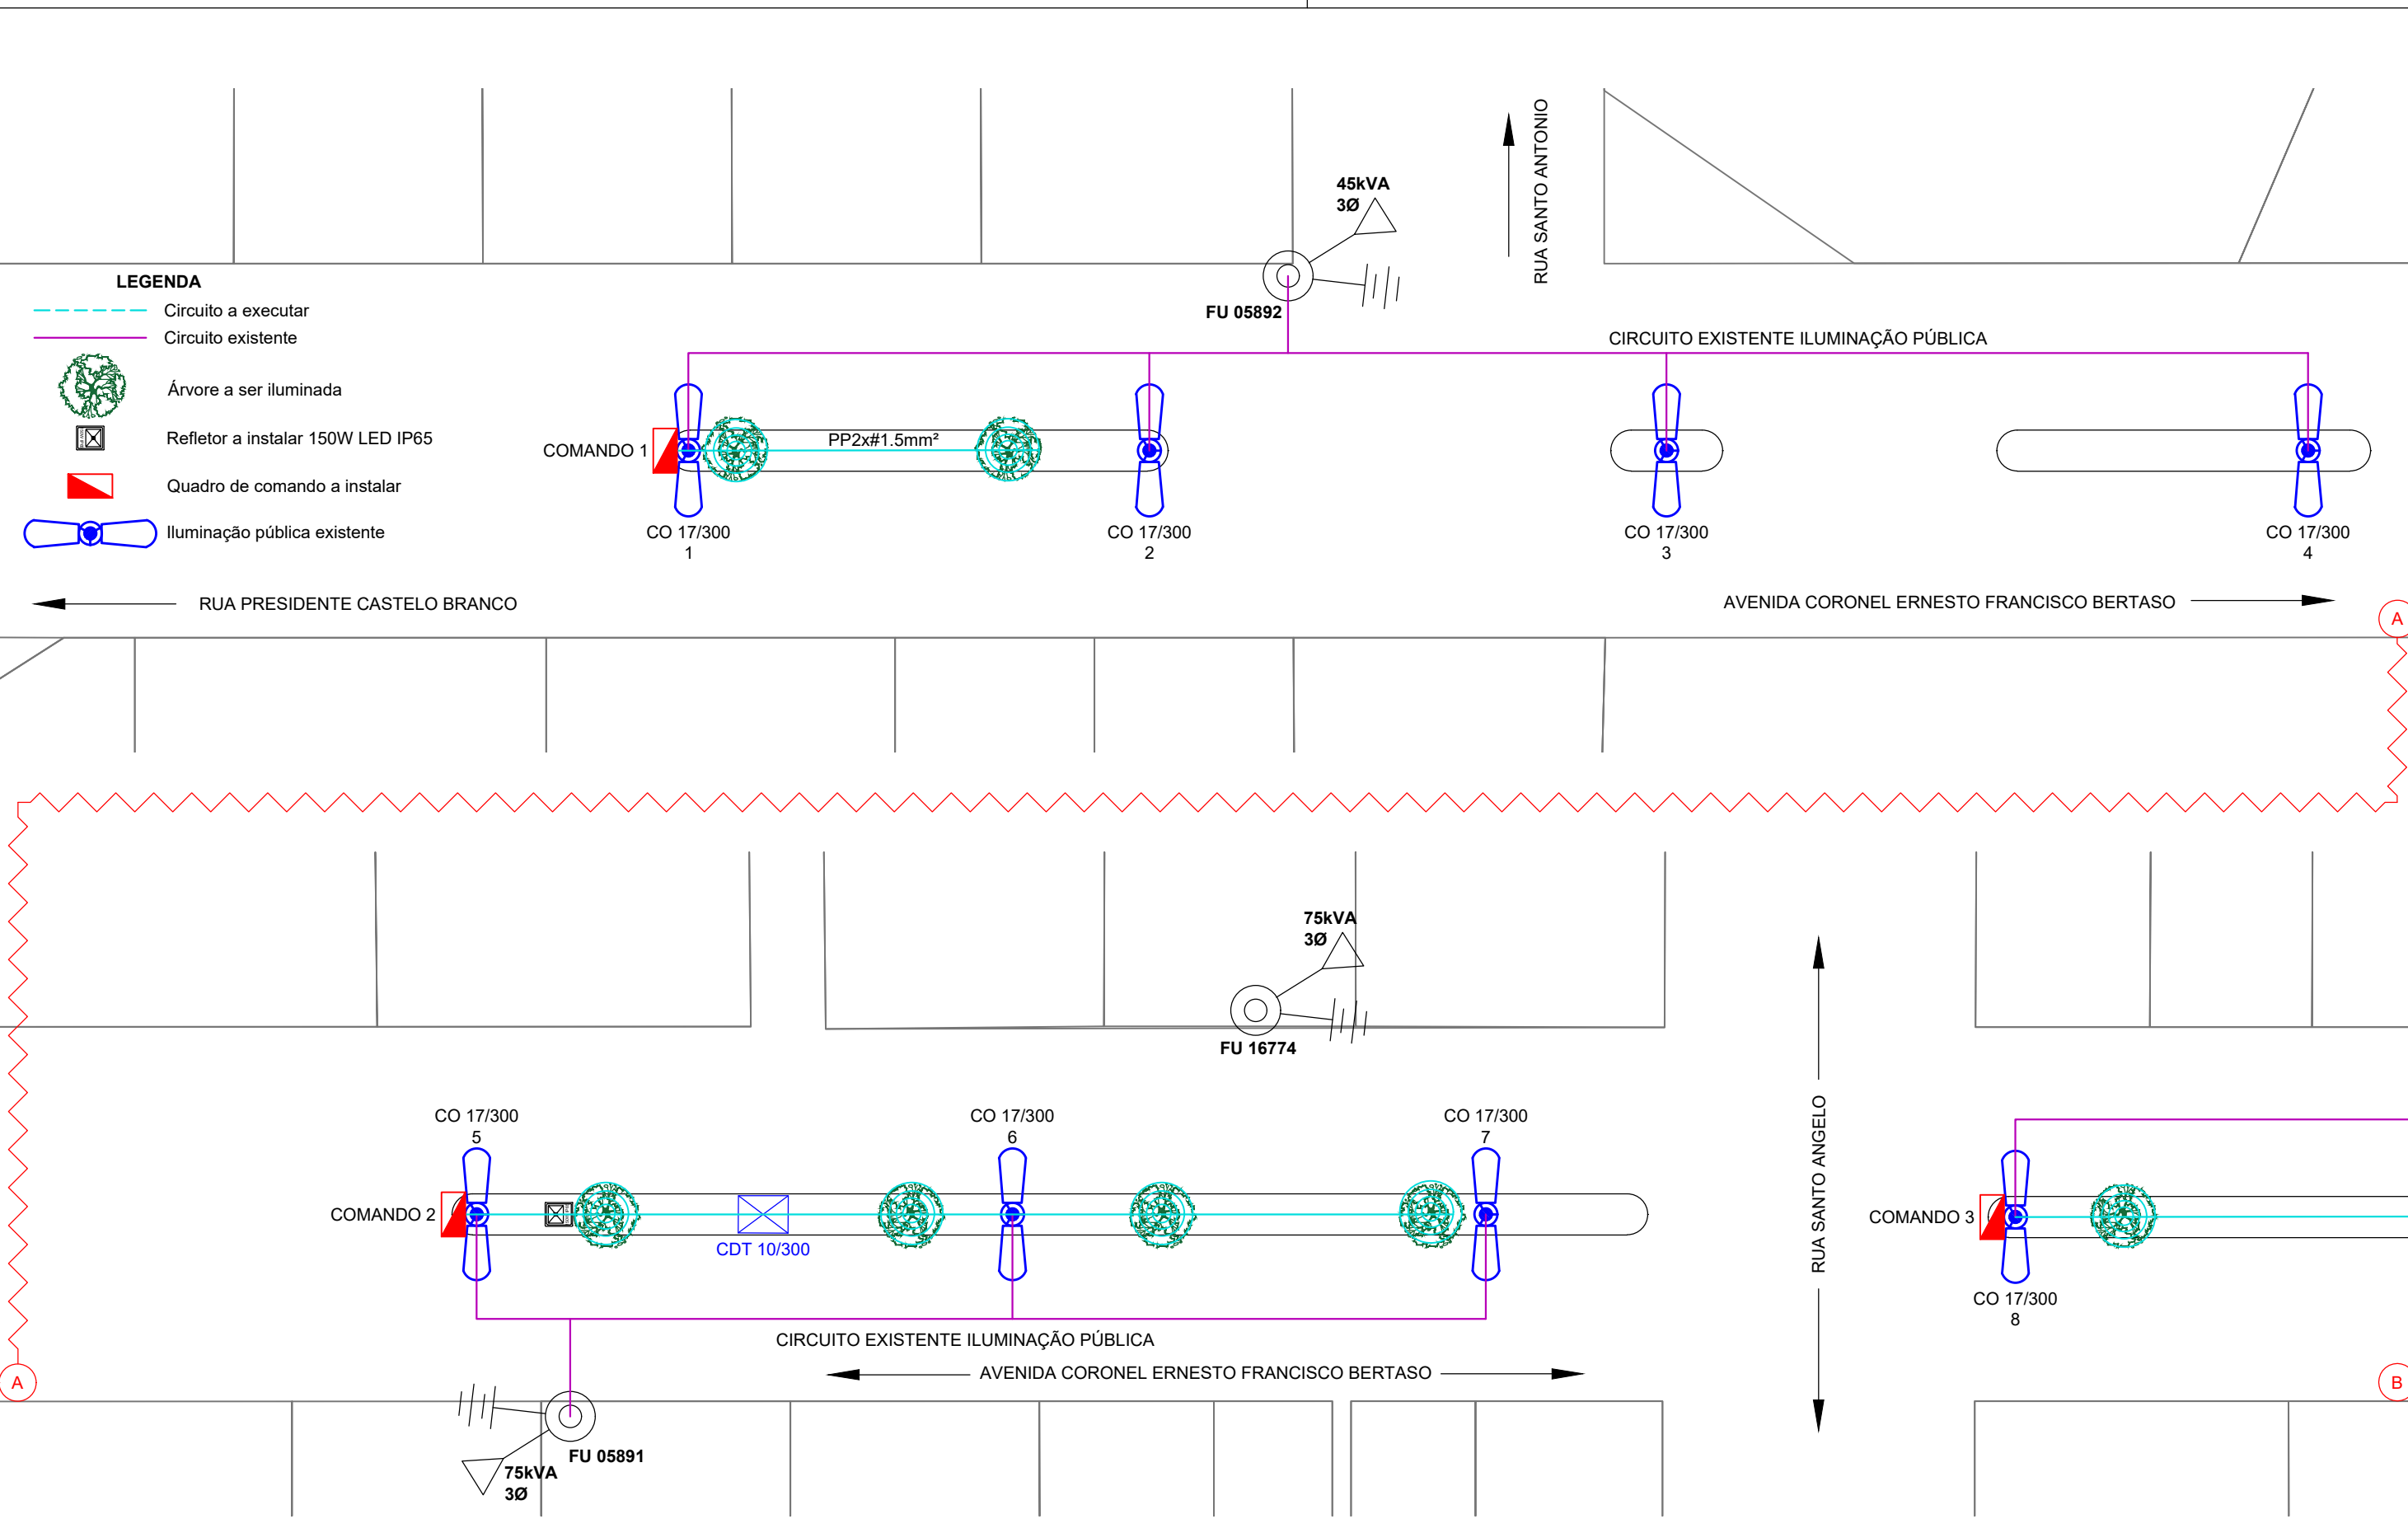 RUA SANTO ANTONIO
45kVA
3Ø
FU 05892
LEGENDA
Circuito a executar
Circuito existente
Árvore a ser iluminada
Refletor a instalar 150W LED IP65
Quadro de comando a instalar
Iluminação pública existente
CIRCUITO EXISTENTE ILUMINAÇÃO PÚBLICA
COMANDO 1
PP2x#1.5mm²
CO 17/300
1
CO 17/300
2
CO 17/300
3
CO 17/300
4
RUA PRESIDENTE CASTELO BRANCO
AVENIDA CORONEL ERNESTO FRANCISCO BERTASO
A
75kVA
3Ø
FU 16774
CO 17/300
5
CO 17/300
6
CO 17/300
7
RUA SANTO ANGELO
COMANDO 2
CDT 10/300
COMANDO 3
CO 17/300
8
CIRCUITO EXISTENTE ILUMINAÇÃO PÚBLICA
AVENIDA CORONEL ERNESTO FRANCISCO BERTASO
A
B
FU 05891
75kVA
3Ø